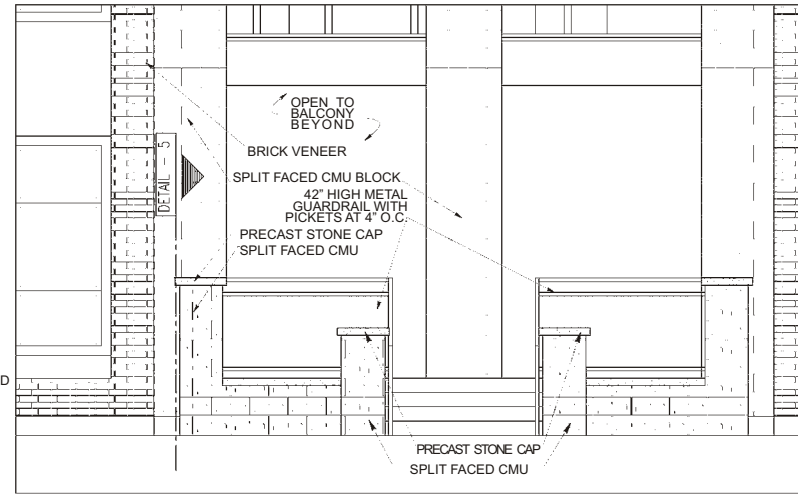 OPEN TO
BALCONY
BEYOND
BRICK VENEER
DETAIL - 5
SPLIT FACED CMU BLOCK
42" HIGH METAL
GUARDRAIL WITH
PICKETS AT 4" O.C.
PRECAST STONE CAP
SPLIT FACED CMU
D
PRECAST STONE CAP
SPLIT FACED CMU